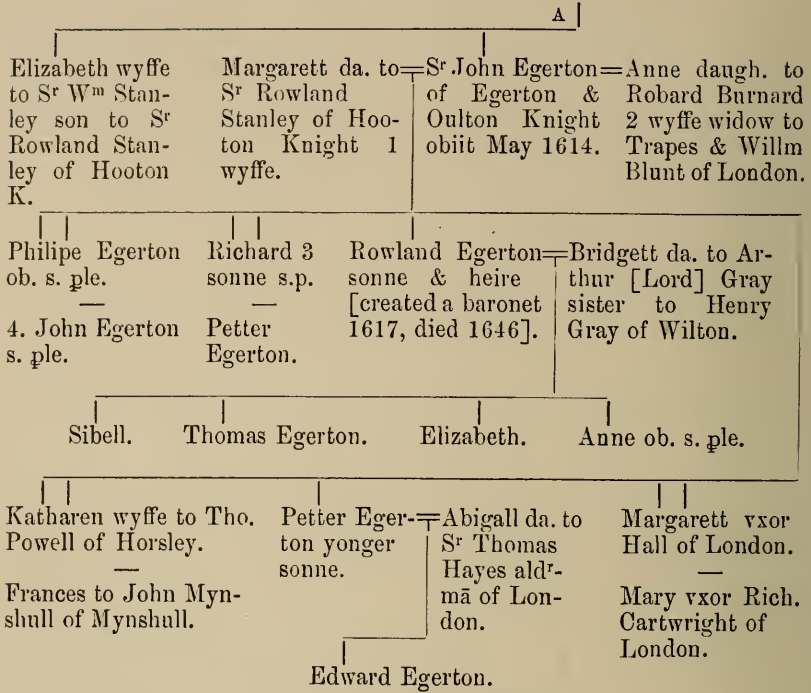 A
Elizabeth wyffe
to Sʳ Wᵐ Stan-
ley son to Sʳ
Rowland Stan-
ley of Hooton
K.
Margarett da. to
Sʳ Rowland
Stanley of Hoo-
ton Knight 1
wyffe.
=Sʳ John Egerton=
of Egerton &
Oulton Knight
obiit May 1614.
Anne daugh. to
Robard Burnard
2 wyffe widow to
Trapes & Willm
Blunt of London.
Philipe Egerton
ob. s. ꝑle.
—
4. John Egerton
s. ꝑle.
Richard 3
sonne s.p.
—
Petter
Egerton.
Rowland Egerton=
sonne & heire
[created a baronet
1617, died 1646].
Bridgett da. to Ar-
thur [Lord] Gray
sister to Henry
Gray of Wilton.
Sibell. Thomas Egerton. Elizabeth. Anne ob. s. ꝑle.
Katharen wyffe to Tho.
Powell of Horsley.
—
Frances to John Myn-
shull of Mynshull.
Petter Eger-=
ton yonger
sonne.
Abigall da. to
Sʳ Thomas
Hayes aldʳ-
mā of Lon-
don.
Margarett vxor
Hall of London.
—
Mary vxor Rich.
Cartwright of
London.
Edward Egerton.